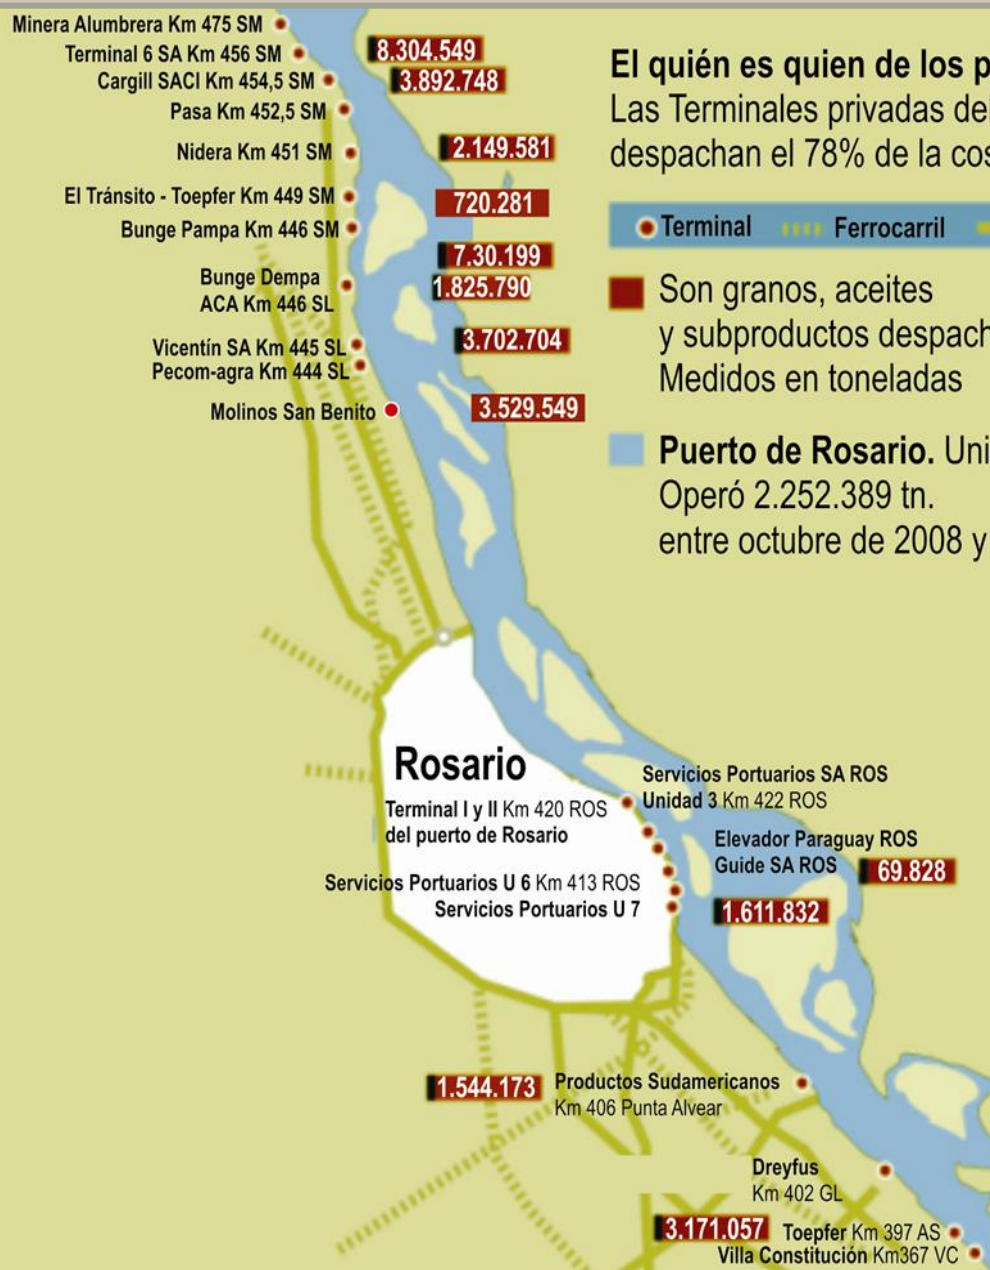 Minera Alumbrera Km 475 SM
Terminal 6 SA Km 456 SM
8.304.549
Cargill SACI Km 454,5 SM
3.892.748
Pasa Km 452,5 SM
Nidera Km 451 SM
2.149.581
El Tránsito - Toepfer Km 449 SM
720.281
Bunge Pampa Km 446 SM
7.30.199
Bunge Dempa
ACA Km 446 SL
1.825.790
Vicentín SA Km 445 SL
3.702.704
Pecom-agra Km 444 SL
Molinos San Benito
3.529.549
El quién es quien de los p
Las Terminales privadas del
despachan el 78% de la cos
Terminal
Ferrocarril
Son granos, aceites
y subproductos despach
Medidos en toneladas
Puerto de Rosario. Uni
Operó 2.252.389 tn.
entre octubre de 2008 y
Rosario
Terminal I y II Km 420 ROS
del puerto de Rosario
Servicios Portuarios SA ROS
Unidad 3 Km 422 ROS
Elevador Paraguay ROS
Guide SA ROS
69.828
Servicios Portuarios U 6 Km 413 ROS
Servicios Portuarios U 7
1.611.832
1.544.173
Productos Sudamericanos
Km 406 Punta Alvear
Dreyfus
Km 402 GL
3.171.057
Toepfer Km 397 AS
Villa Constitución Km367 VC